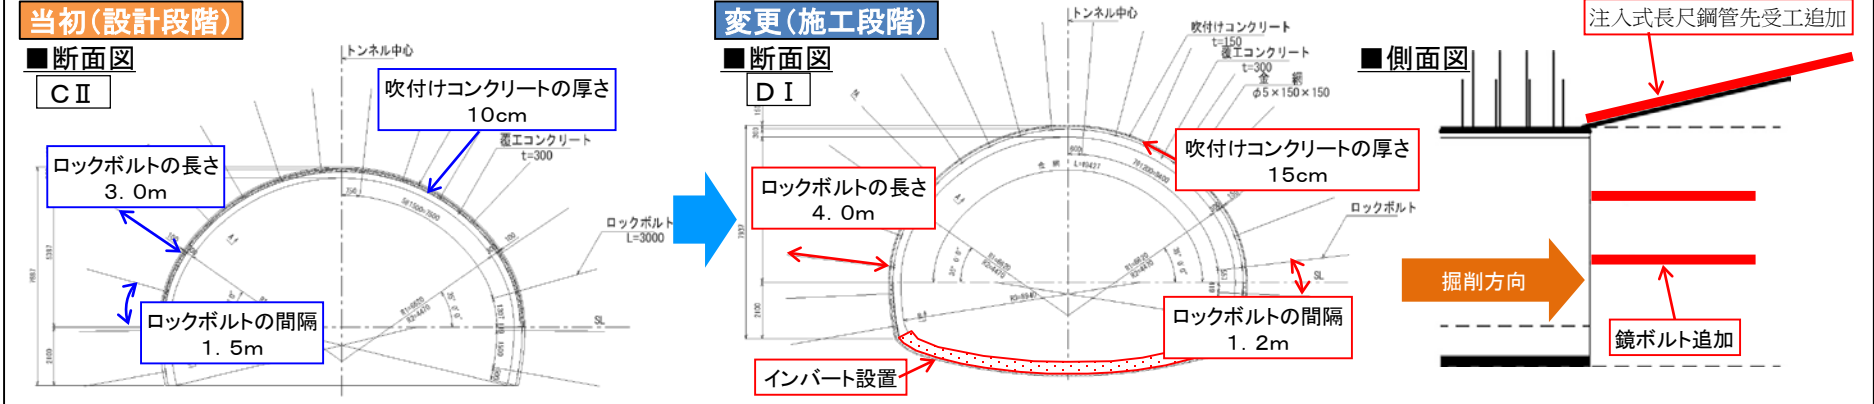 当初(設計段階)
■断面図
CⅡ
トンネル中心
吹付けコンクリートの厚さ
10cm
覆工コンクリート
t=300
ロックボルトの長さ
3.0m
ロックボルト
L=3000
ロックボルトの間隔
1.5m
SL
変更(施工段階)
■断面図
DⅠ
トンネル中心
吹付けコンクリート
t=150
覆工コンクリート
t=300
金 網
φ5×150×150
吹付けコンクリートの厚さ
15cm
ロックボルトの長さ
4.0m
ロックボルト
SL
ロックボルトの間隔
1.2m
インバート設置
注入式長尺鋼管先受工追加
■側面図
掘削方向
鏡ボルト追加